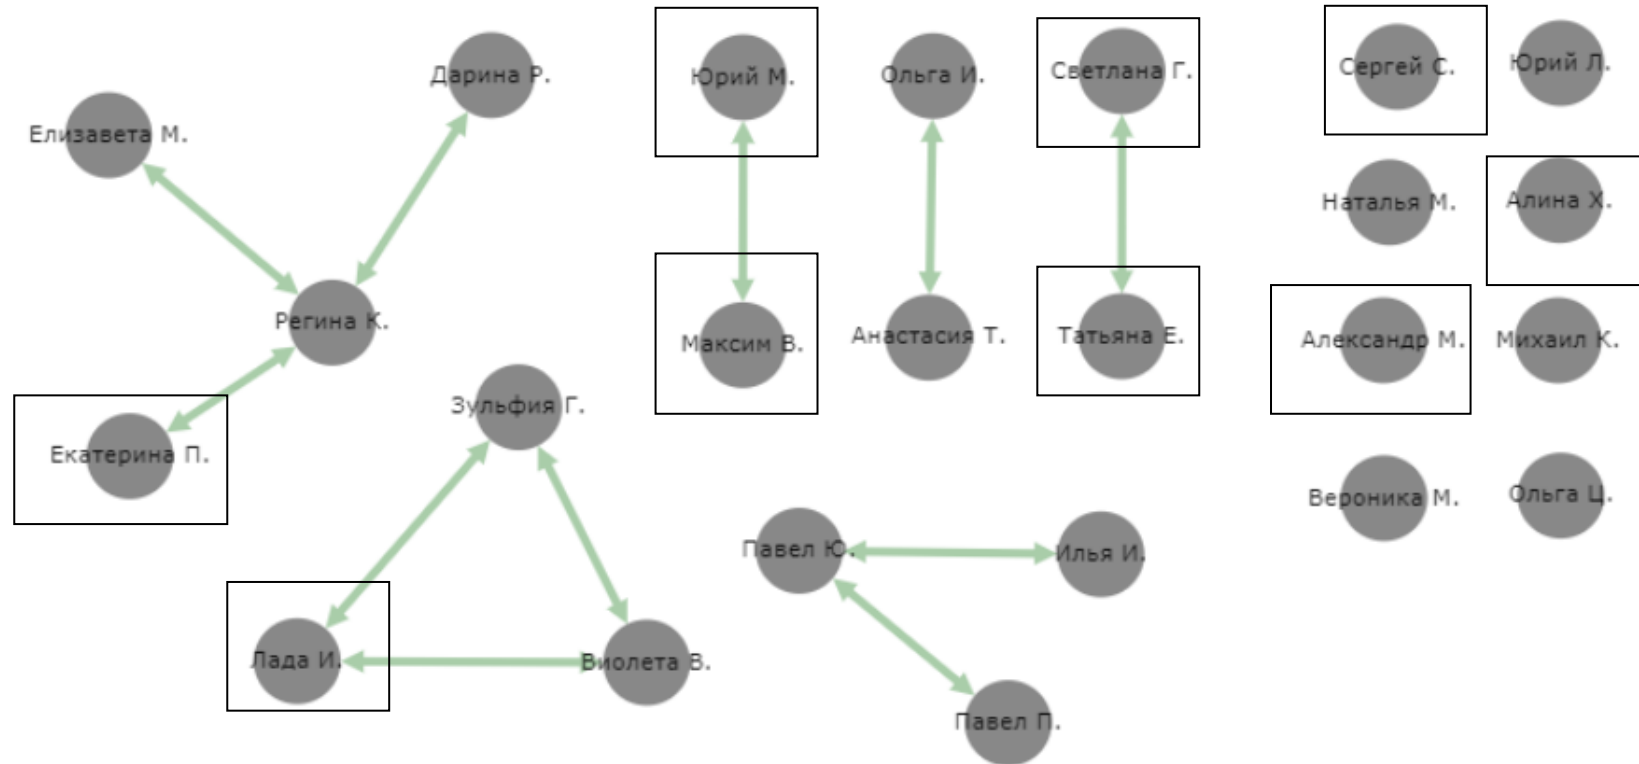 Дарина Р.
Елизавета М.
Регина К.
Екатерина П.
Зульфия Г.
Лада И.
Виолета В.
Юрий М.
Максим В.
Ольга И.
Анастасия Т.
Светлана Г.
Татьяна Е.
Павел Ю.
Илья И.
Павел П.
Сергей С.
Юрий Л.
Наталья М.
Алина Х.
Александр М.
Михаил К.
Вероника М.
Ольга Ц.